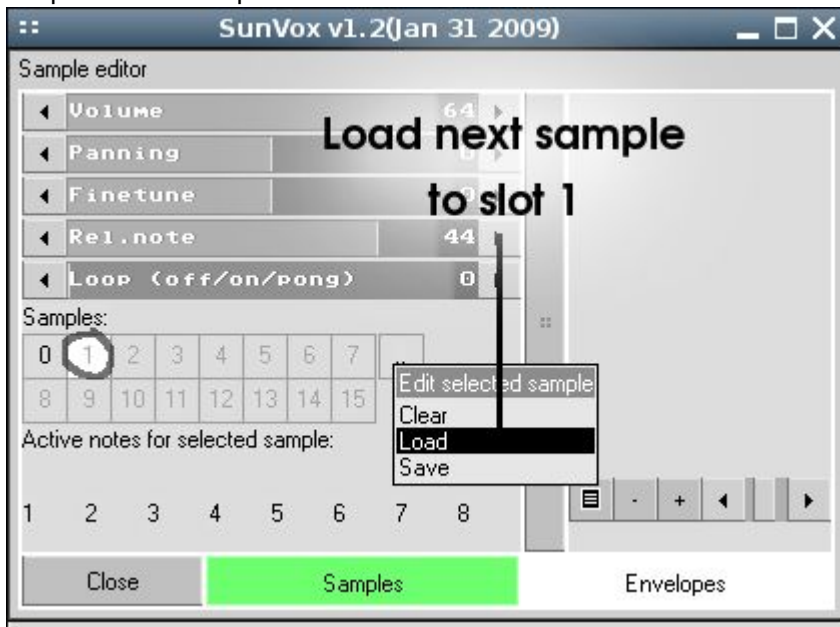 SunVox v1.2(Jan 31 2009)
Sample editor
Volume 64
Panning
Load next sample
Finetune 0
to slot 1
Rel.note 44
Loop (off/on/pong) 0
Samples:
0 1 2 3 4 5 6 7 ..
8 9 10 11 12 13 14 15
Edit selected sample
Clear
Active notes for selected sample:
Load
Save
1 2 3 4 5 6 7 8
- +
Close Samples Envelopes